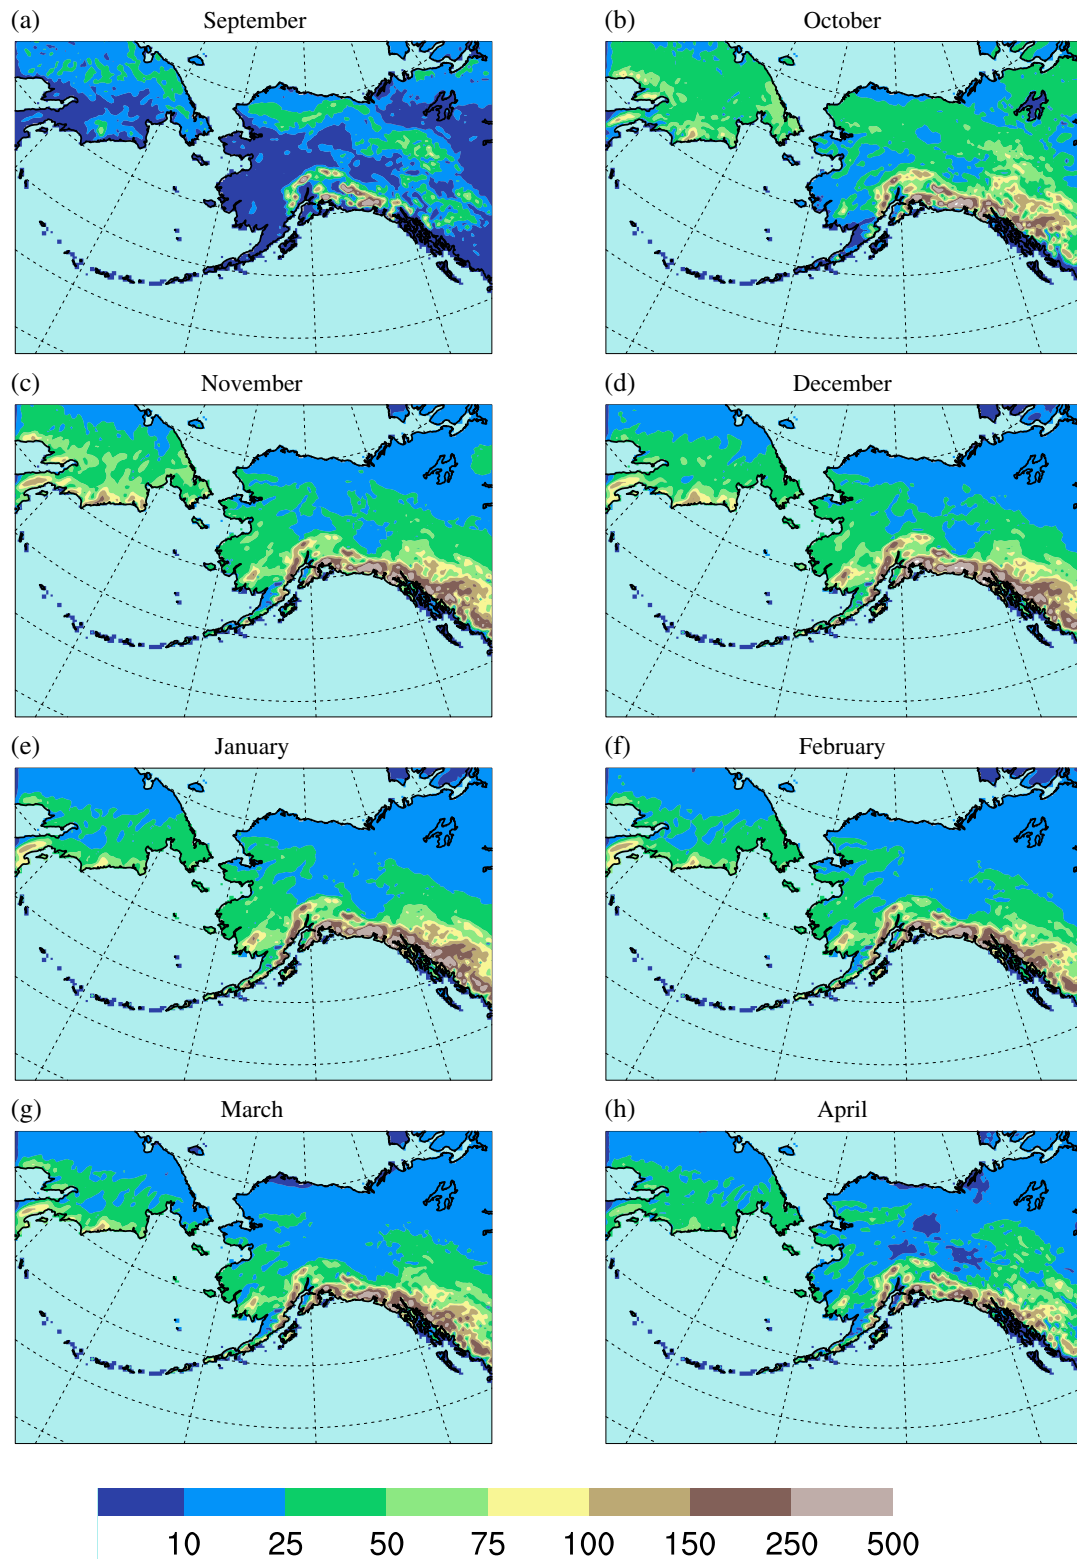 (a) September
(b) October
(c) November
(d) December
(e) January
(f) February
(g) March
(h) April
10 25 50 75 100 150 250 500